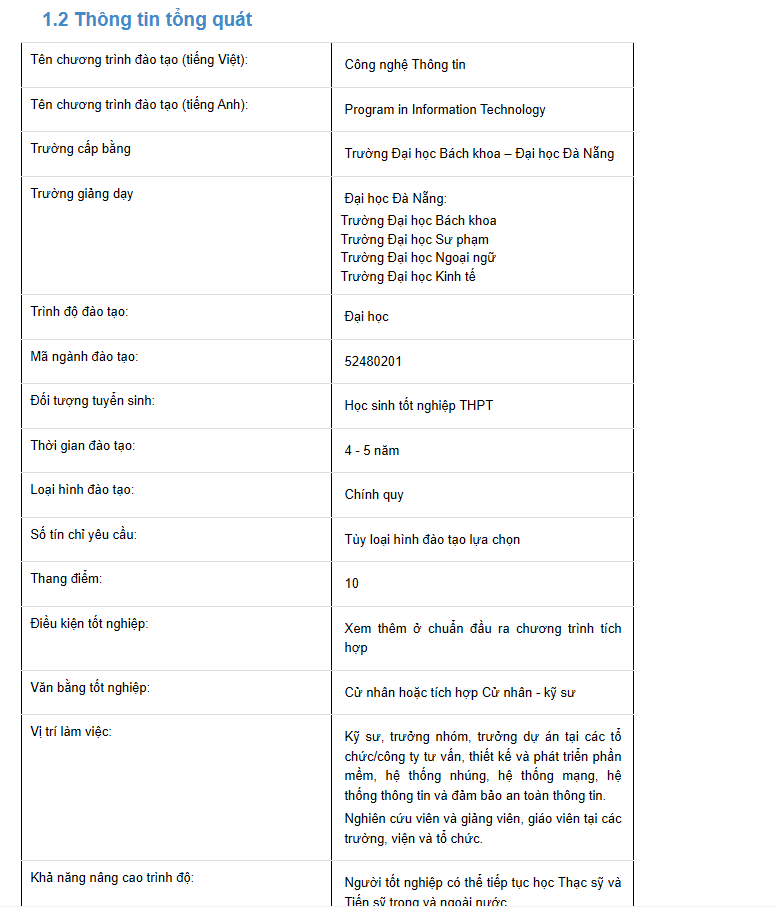 1.2 Thông tin tổng quát
Tên chương trình đào tạo (tiếng Việt):
Công nghệ Thông tin
Tên chương trình đào tạo (tiếng Anh):
Program in Information Technology
Trường cấp bằng
Trường Đại học Bách khoa – Đại học Đà Nẵng
Trường giảng dạy
Đại học Đà Nẵng:
Trường Đại học Bách khoa
Trường Đại học Sư phạm
Trường Đại học Ngoại ngữ
Trường Đại học Kinh tế
Trình độ đào tạo:
Đại học
Mã ngành đào tạo:
52480201
Đối tượng tuyển sinh:
Học sinh tốt nghiệp THPT
Thời gian đào tạo:
4 - 5 năm
Loại hình đào tạo:
Chính quy
Số tín chỉ yêu cầu:
Tùy loại hình đào tạo lựa chọn
Thang điểm:
10
Điều kiện tốt nghiệp:
Xem thêm ở chuẩn đầu ra chương trình tích
hợp
Văn bằng tốt nghiệp:
Cử nhân hoặc tích hợp Cử nhân - kỹ sư
Vị trí làm việc:
Kỹ sư, trưởng nhóm, trưởng dự án tại các tổ
chức/công ty tư vấn, thiết kế và phát triển phần
mềm, hệ thống nhúng, hệ thống mạng, hệ
thống thông tin và đảm bảo an toàn thông tin.
Nghiên cứu viên và giảng viên, giáo viên tại các
trường, viện và tổ chức.
Khả năng nâng cao trình độ:
Người tốt nghiệp có thể tiếp tục học Thạc sỹ và
Tiến sỹ trong và ngoài nước